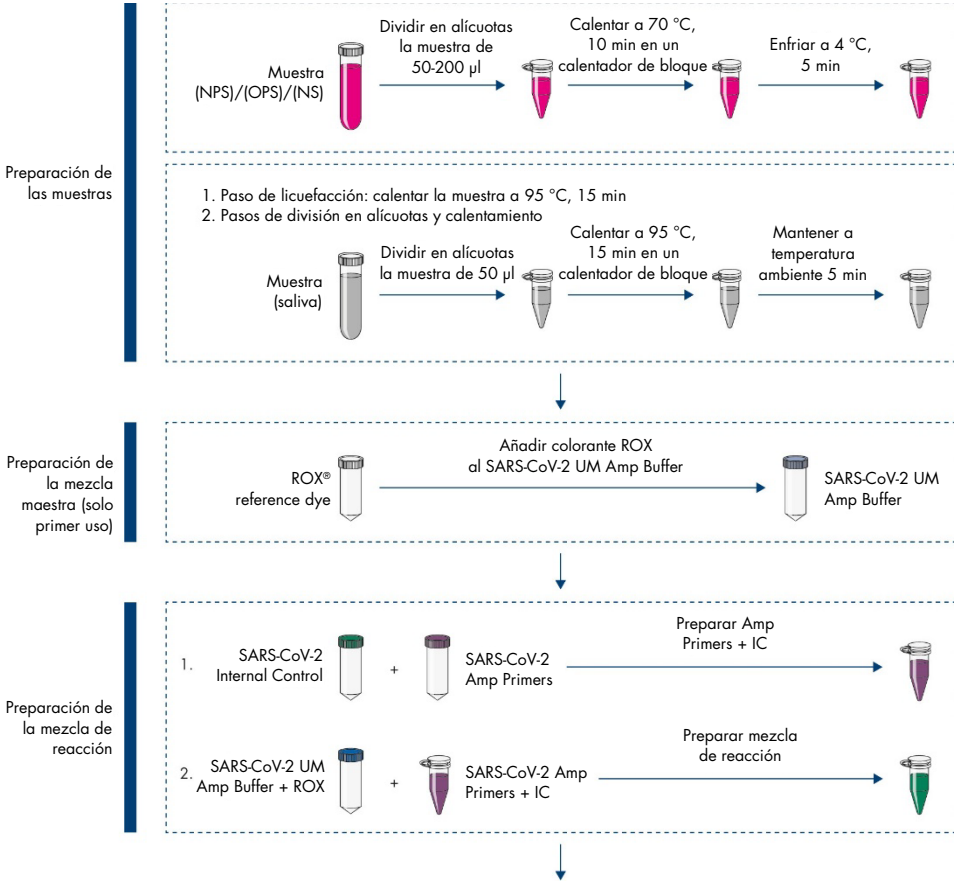 Preparación de
las muestras
Muestra
(NPS)/(OPS)/(NS)
Dividir en alícuotas
la muestra de
50-200 µl
Calentar a 70 °C,
10 min en un
calentador de bloque
Enfriar a 4 °C,
5 min
1. Paso de licuefacción: calentar la muestra a 95 °C, 15 min
2. Pasos de división en alícuotas y calentamiento
Muestra
(saliva)
Dividir en alícuotas
la muestra de 50 µl
Calentar a 95 °C,
15 min en un
calentador de bloque
Mantener a
temperatura
ambiente 5 min
Preparación de
la mezcla
maestra (solo
primer uso)
ROX®
reference dye
Añadir colorante ROX
al SARS-CoV-2 UM Amp Buffer
SARS-CoV-2 UM
Amp Buffer
Preparación de
la mezcla de
reacción
1.
SARS-CoV-2
Internal Control
+
SARS-CoV-2
Amp Primers
Preparar Amp
Primers + IC
2.
SARS-CoV-2 UM
Amp Buffer + ROX
+
SARS-CoV-2 Amp
Primers + IC
Preparar mezcla
de reacción